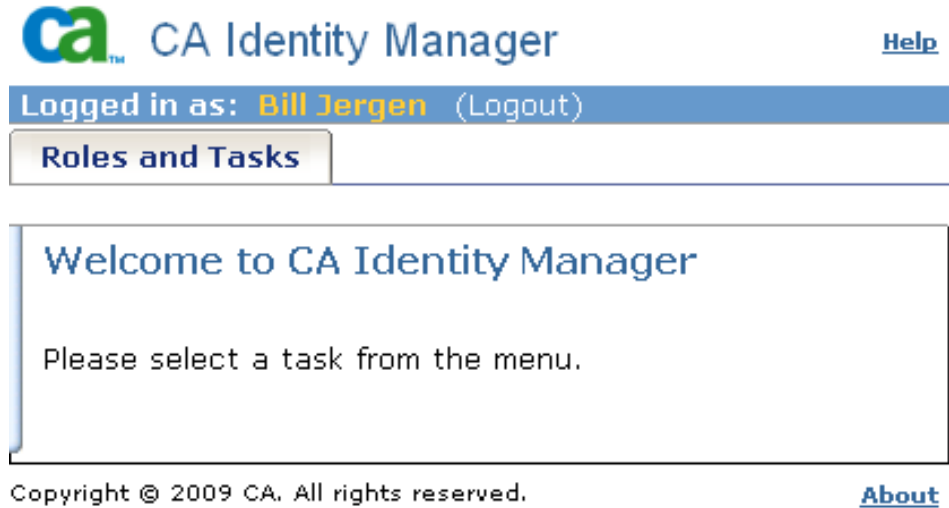 ca™ CA Identity Manager Help
Logged in as: Bill Jergen (Logout)
Roles and Tasks
Welcome to CA Identity Manager
Please select a task from the menu.
Copyright © 2009 CA. All rights reserved. About